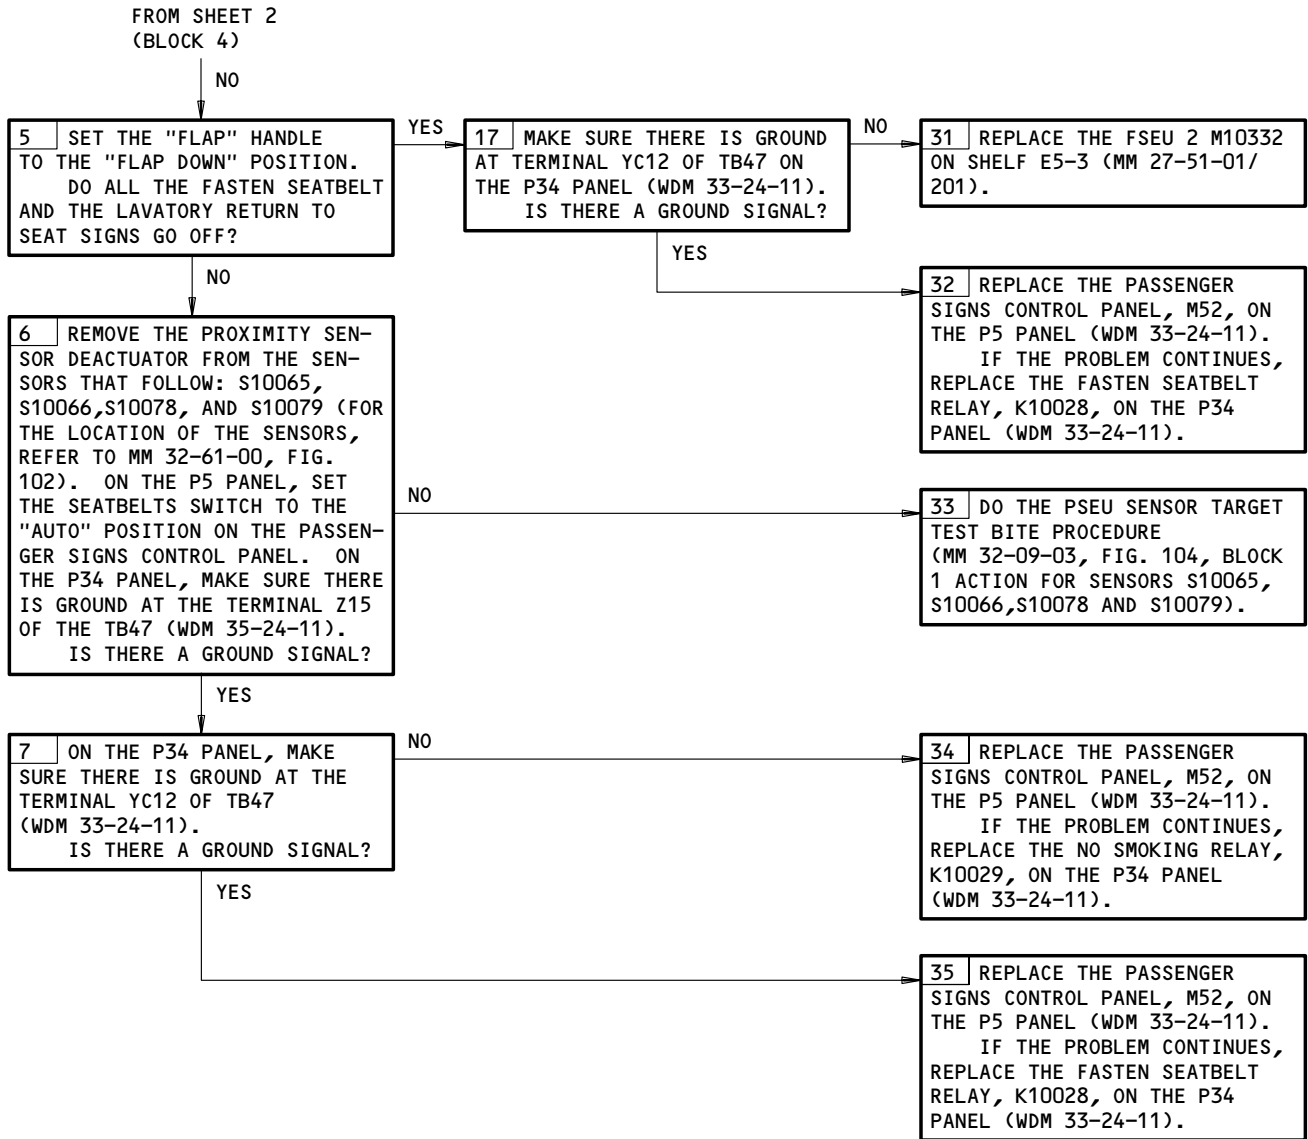 FROM SHEET 2
(BLOCK 4)
NO
5 SET THE "FLAP" HANDLE
TO THE "FLAP DOWN" POSITION.
DO ALL THE FASTEN SEATBELT
AND THE LAVATORY RETURN TO
SEAT SIGNS GO OFF?
YES
17 MAKE SURE THERE IS GROUND
AT TERMINAL YC12 OF TB47 ON
THE P34 PANEL (WDM 33-24-11).
IS THERE A GROUND SIGNAL?
NO
31 REPLACE THE FSEU 2 M10332
ON SHELF E5-3 (MM 27-51-01/
201).
YES
32 REPLACE THE PASSENGER
SIGNS CONTROL PANEL, M52, ON
THE P5 PANEL (WDM 33-24-11).
IF THE PROBLEM CONTINUES,
REPLACE THE FASTEN SEATBELT
RELAY, K10028, ON THE P34
PANEL (WDM 33-24-11).
NO
6 REMOVE THE PROXIMITY SEN-
SOR DEACTUATOR FROM THE SEN-
SORS THAT FOLLOW: S10065,
S10066,S10078, AND S10079 (FOR
THE LOCATION OF THE SENSORS,
REFER TO MM 32-61-00, FIG.
102). ON THE P5 PANEL, SET
THE SEATBELTS SWITCH TO THE
"AUTO" POSITION ON THE PASSEN-
GER SIGNS CONTROL PANEL. ON
THE P34 PANEL, MAKE SURE THERE
IS GROUND AT THE TERMINAL Z15
OF THE TB47 (WDM 35-24-11).
IS THERE A GROUND SIGNAL?
NO
33 DO THE PSEU SENSOR TARGET
TEST BITE PROCEDURE
(MM 32-09-03, FIG. 104, BLOCK
1 ACTION FOR SENSORS S10065,
S10066,S10078 AND S10079).
YES
7 ON THE P34 PANEL, MAKE
SURE THERE IS GROUND AT THE
TERMINAL YC12 OF TB47
(WDM 33-24-11).
IS THERE A GROUND SIGNAL?
NO
34 REPLACE THE PASSENGER
SIGNS CONTROL PANEL, M52, ON
THE P5 PANEL (WDM 33-24-11).
IF THE PROBLEM CONTINUES,
REPLACE THE NO SMOKING RELAY,
K10029, ON THE P34 PANEL
(WDM 33-24-11).
YES
35 REPLACE THE PASSENGER
SIGNS CONTROL PANEL, M52, ON
THE P5 PANEL (WDM 33-24-11).
IF THE PROBLEM CONTINUES,
REPLACE THE FASTEN SEATBELT
RELAY, K10028, ON THE P34
PANEL (WDM 33-24-11).